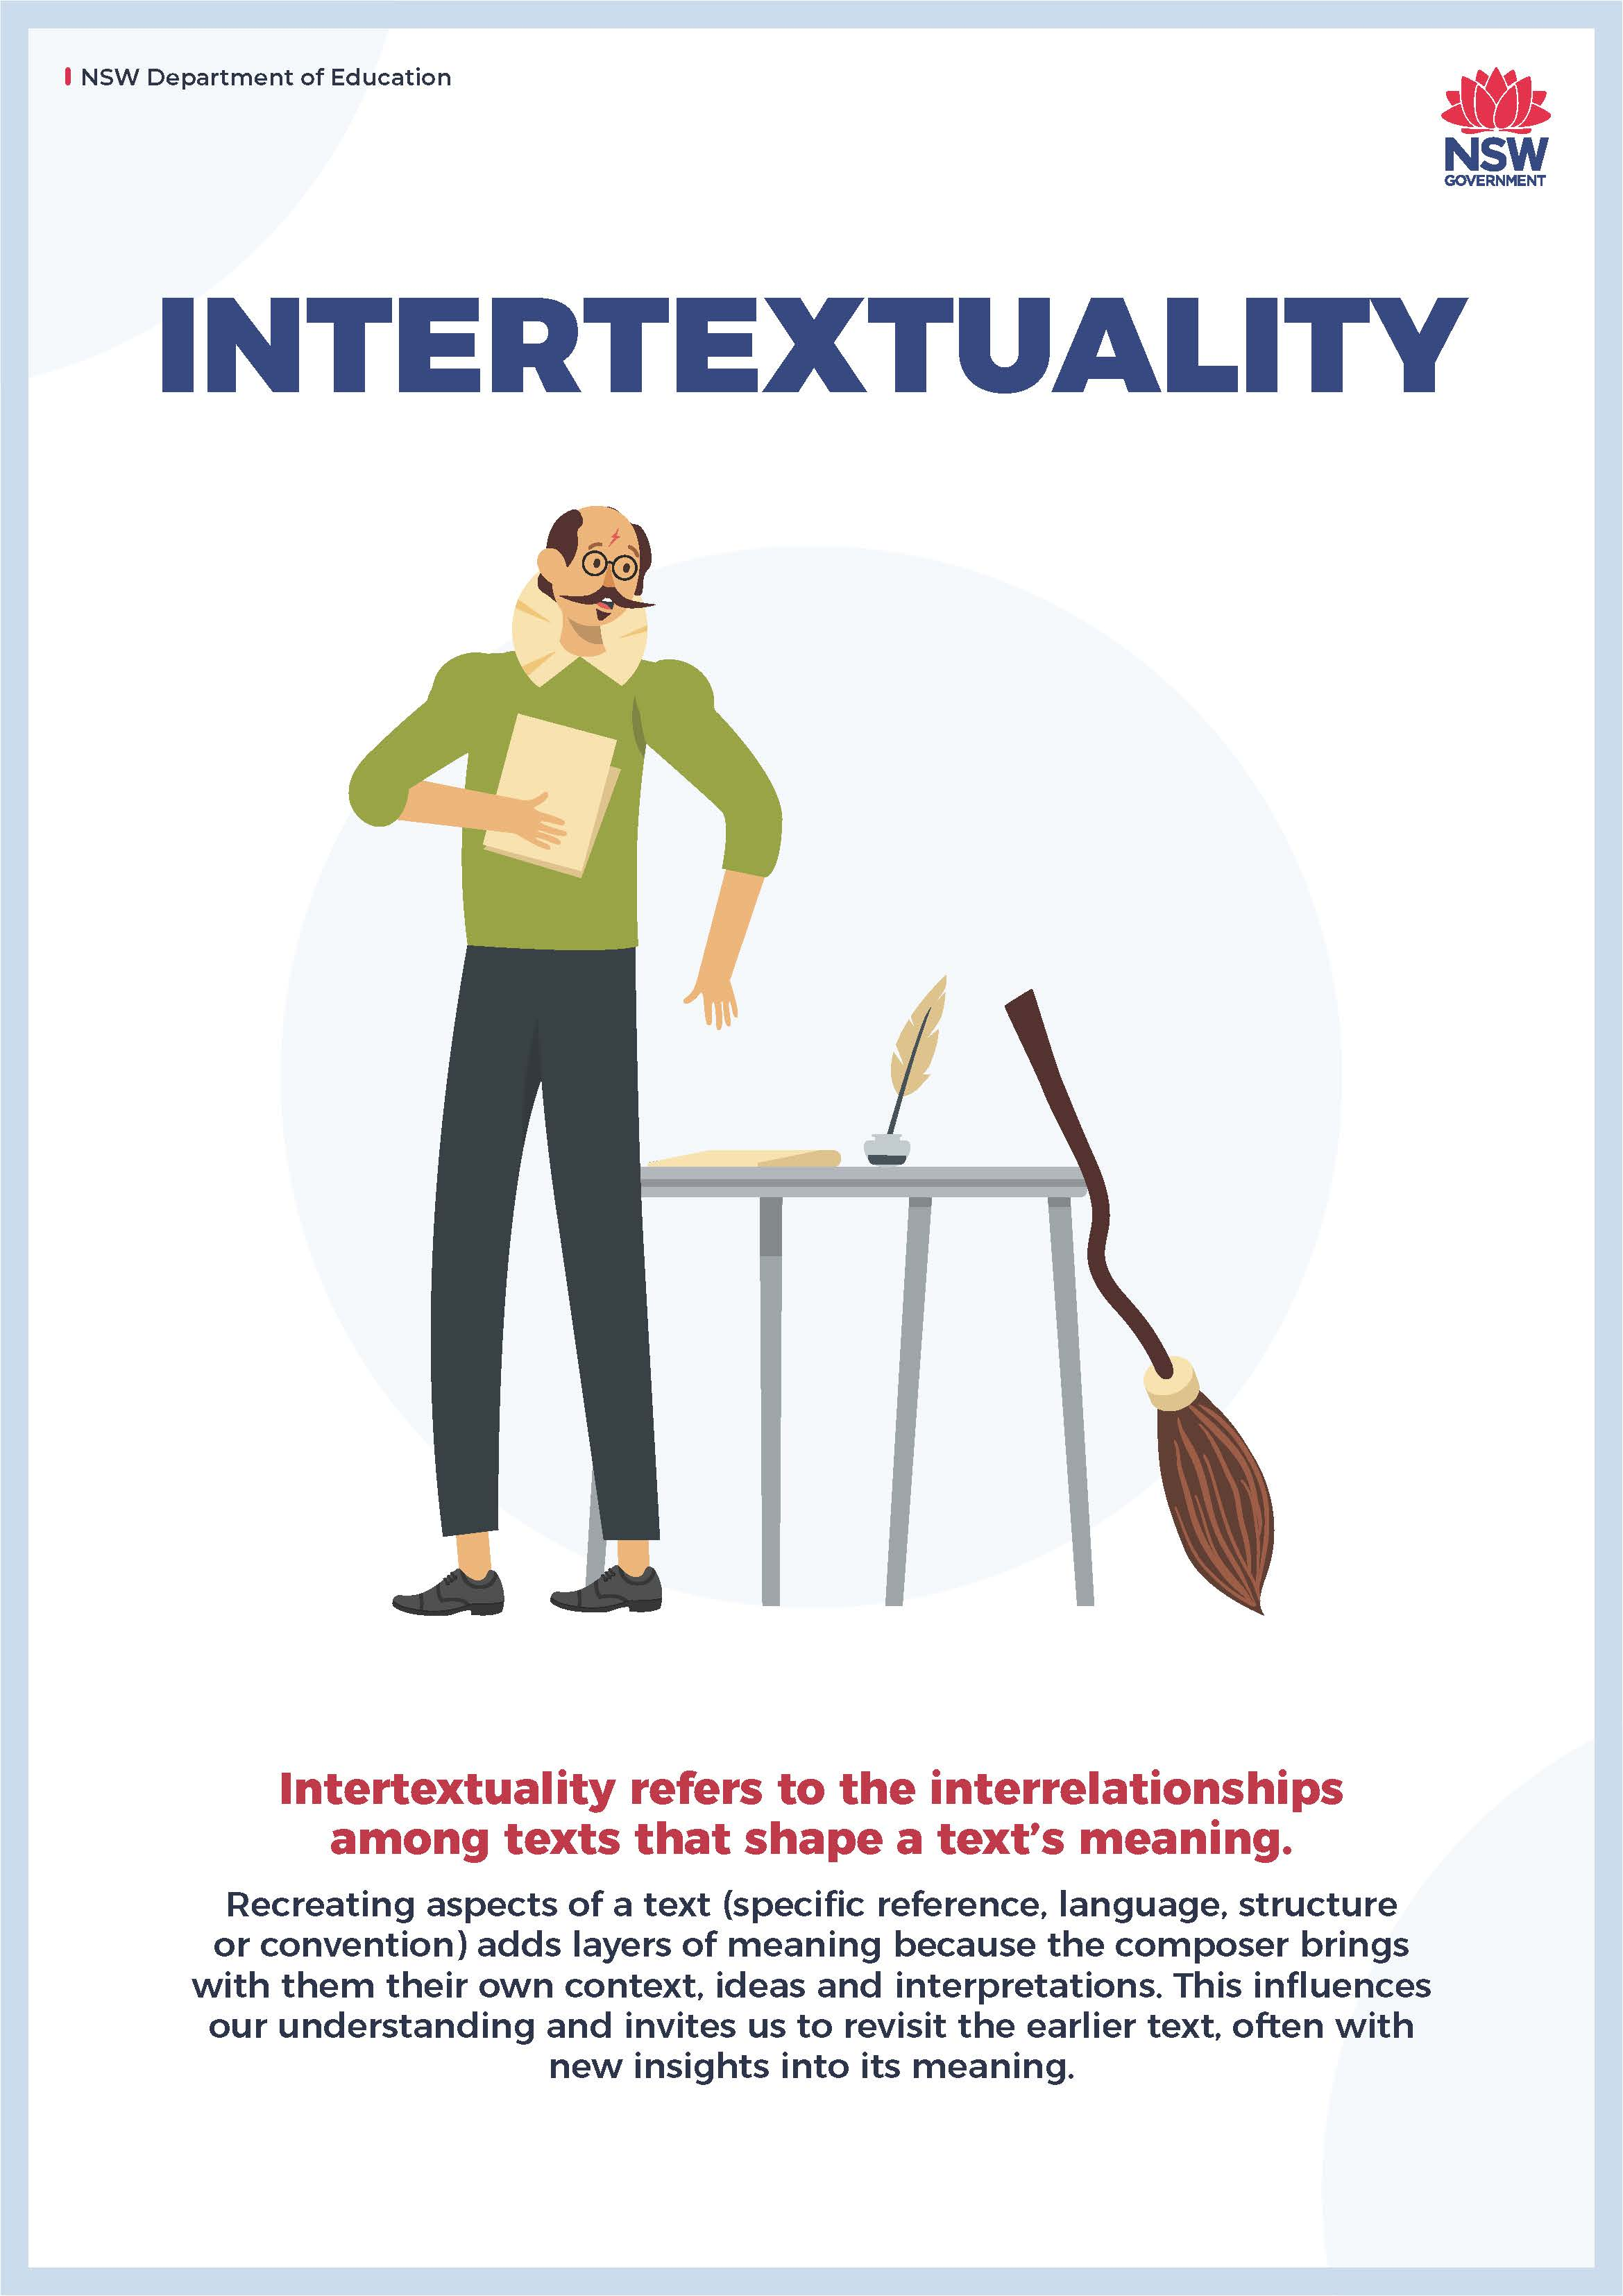 NSW Department of Education
NSW
GOVERNMENT
INTERTEXTUALITY
Intertextuality refers to the interrelationships
among texts that shape a text’s meaning.
Recreating aspects of a text (specific reference, language, structure
or convention) adds layers of meaning because the composer brings
with them their own context, ideas and interpretations. This influences
our understanding and invites us to revisit the earlier text, often with
new insights into its meaning.